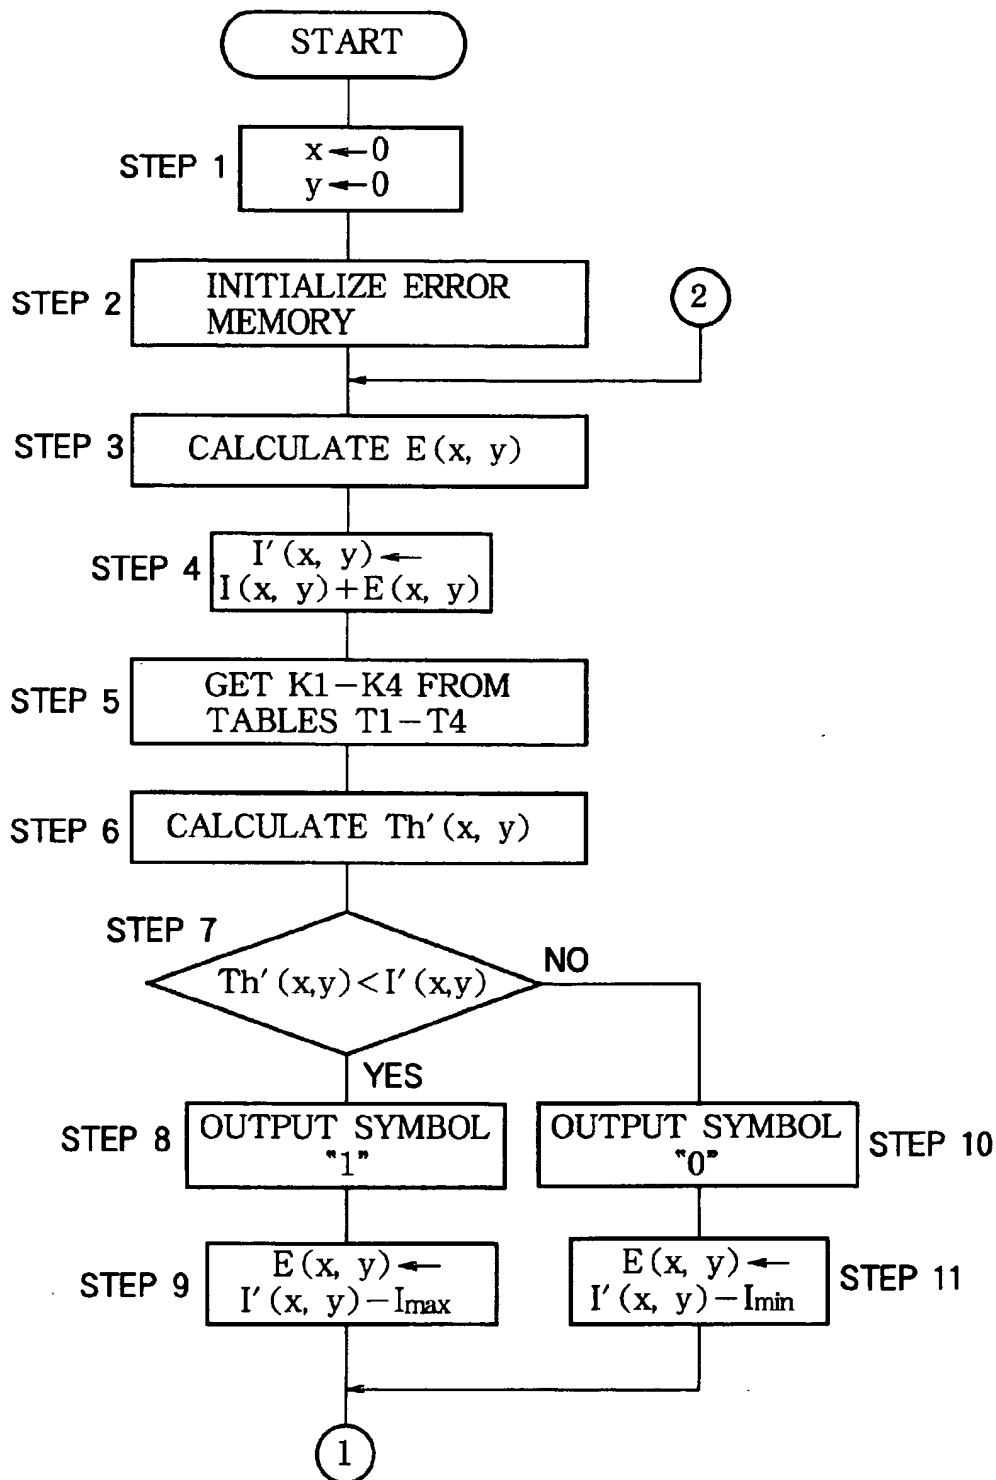 START
STEP 1
x←0
y←0
STEP 2
INITIALIZE ERROR
MEMORY
2
STEP 3
CALCULATE E(x, y)
STEP 4
I′(x, y)←
I(x, y)+E(x, y)
STEP 5
GET K1−K4 FROM
TABLES T1−T4
STEP 6
CALCULATE Th′(x, y)
STEP 7
Th′(x,y)<I′(x,y)
NO
YES
STEP 8
OUTPUT SYMBOL
"1"
OUTPUT SYMBOL
"0"
STEP 10
STEP 9
E(x, y)←
I′(x, y)−Imax
E(x, y)←
I′(x, y)−Imin
STEP 11
1